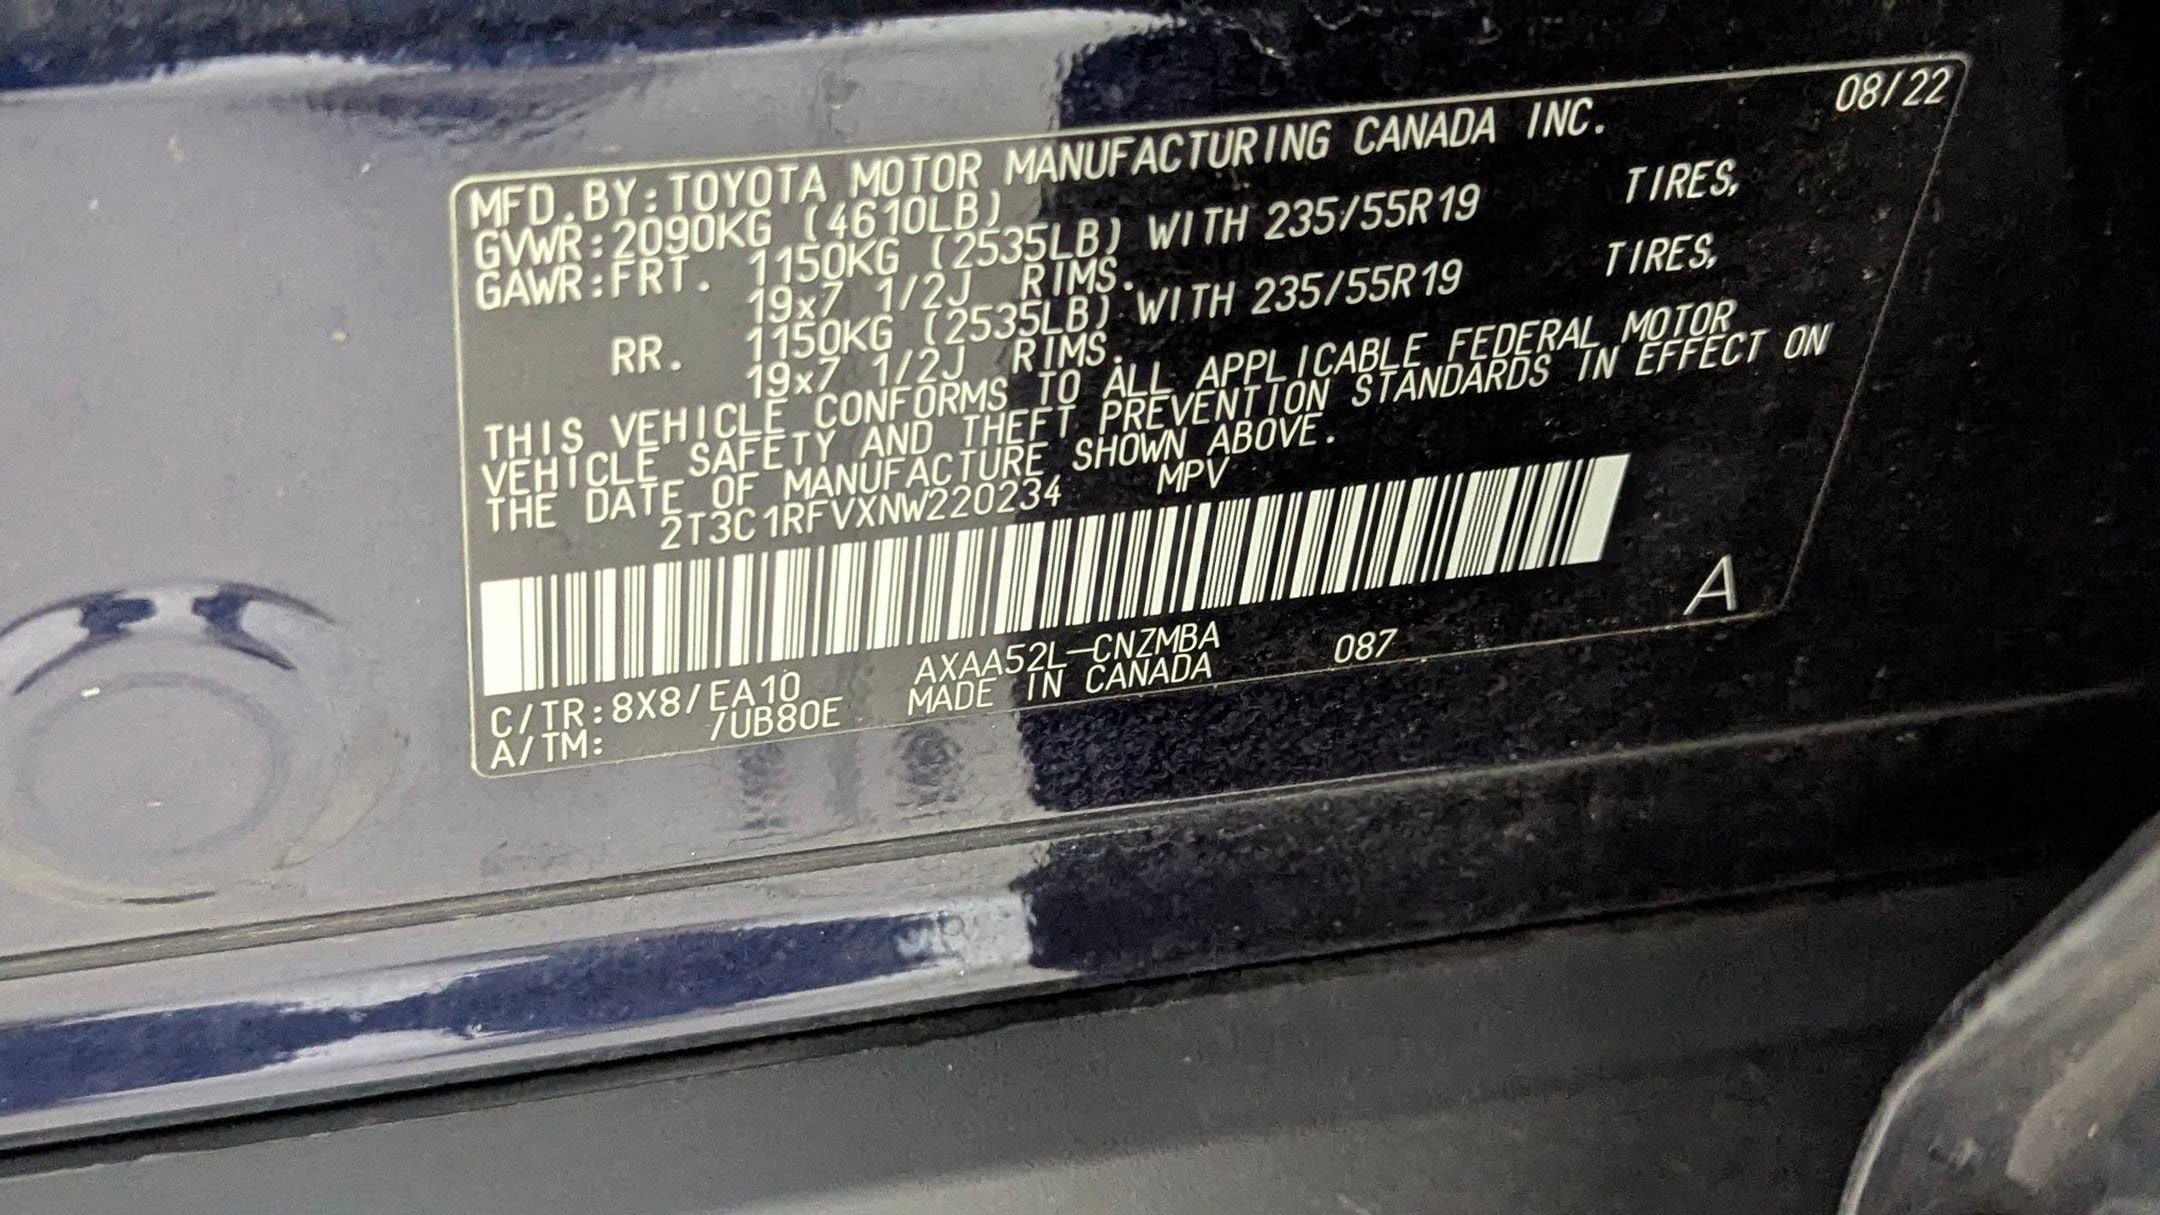 08/22
MFD.BY:TOYOTA MOTOR MANUFACTURING CANADA INC.
GVWR:2090KG (4610LB)
GAWR:FRT. 1150KG (2535LB) WITH 235/55R19 TIRES,
19x7 1/2J RIMS.
RR. 1150KG (2535LB) WITH 235/55R19 TIRES,
19x7 1/2J RIMS.
THIS VEHICLE CONFORMS TO ALL APPLICABLE FEDERAL MOTOR
VEHICLE SAFETY AND THEFT PREVENTION STANDARDS IN EFFECT ON
THE DATE OF MANUFACTURE SHOWN ABOVE.
2T3C1RFVXNW220234 MPV
A
C/TR:8X8/EA10 AXAA52L-CNZMBA 087
A/TM: /UB80E MADE IN CANADA